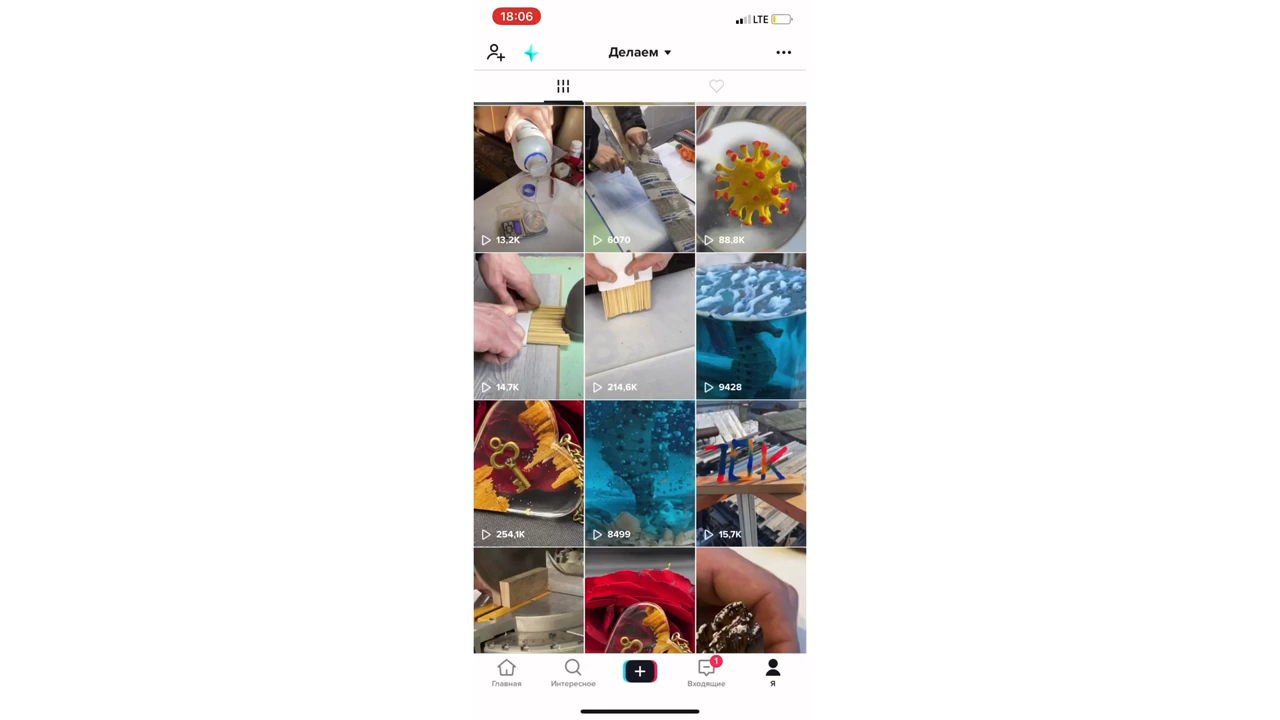 18:06
LTE
Делаем
13,2K
6070
88,8K
14,7K
214,6K
9428
254,1K
8499
10k
15,7K
Главная
Интересное
1
Входящие
Я